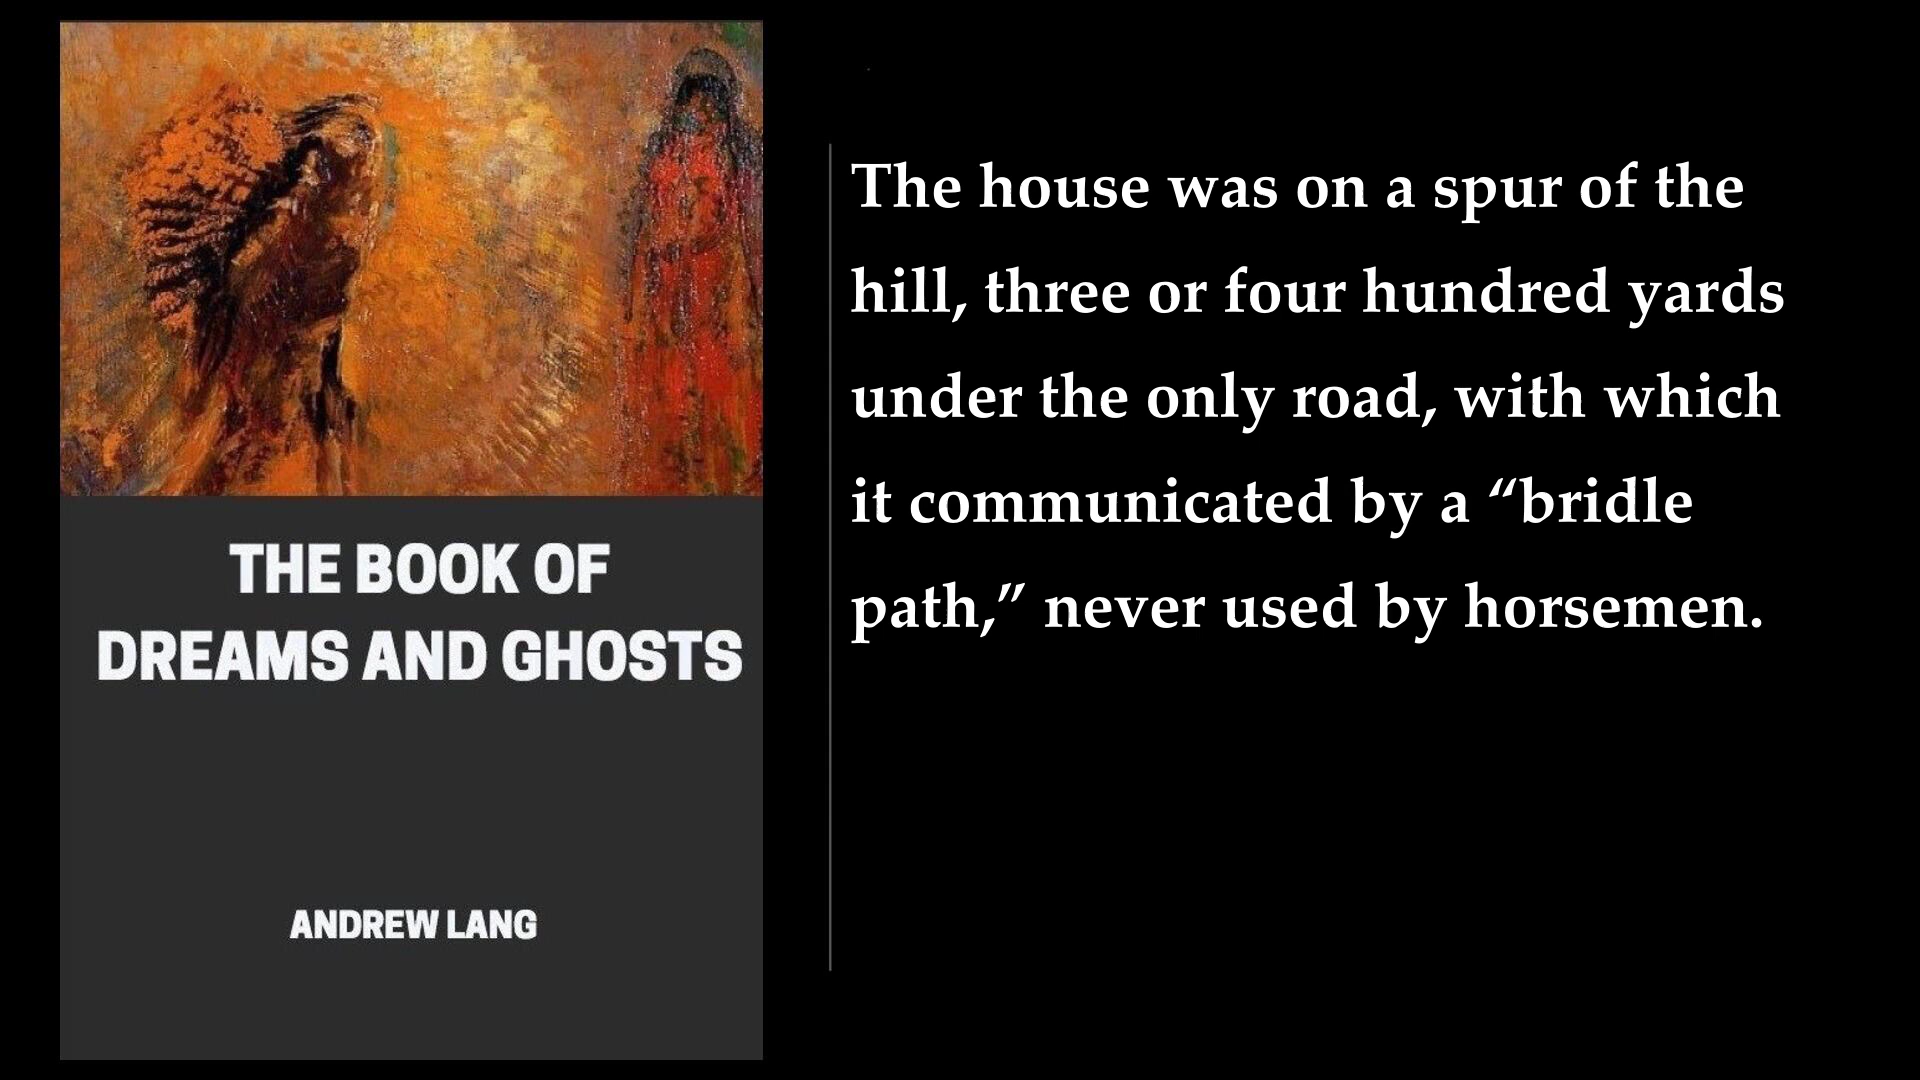 THE BOOK OF
DREAMS AND GHOSTS
ANDREW LANG
The house was on a spur of the
hill, three or four hundred yards
under the only road, with which
it communicated by a “bridle
path,” never used by horsemen.